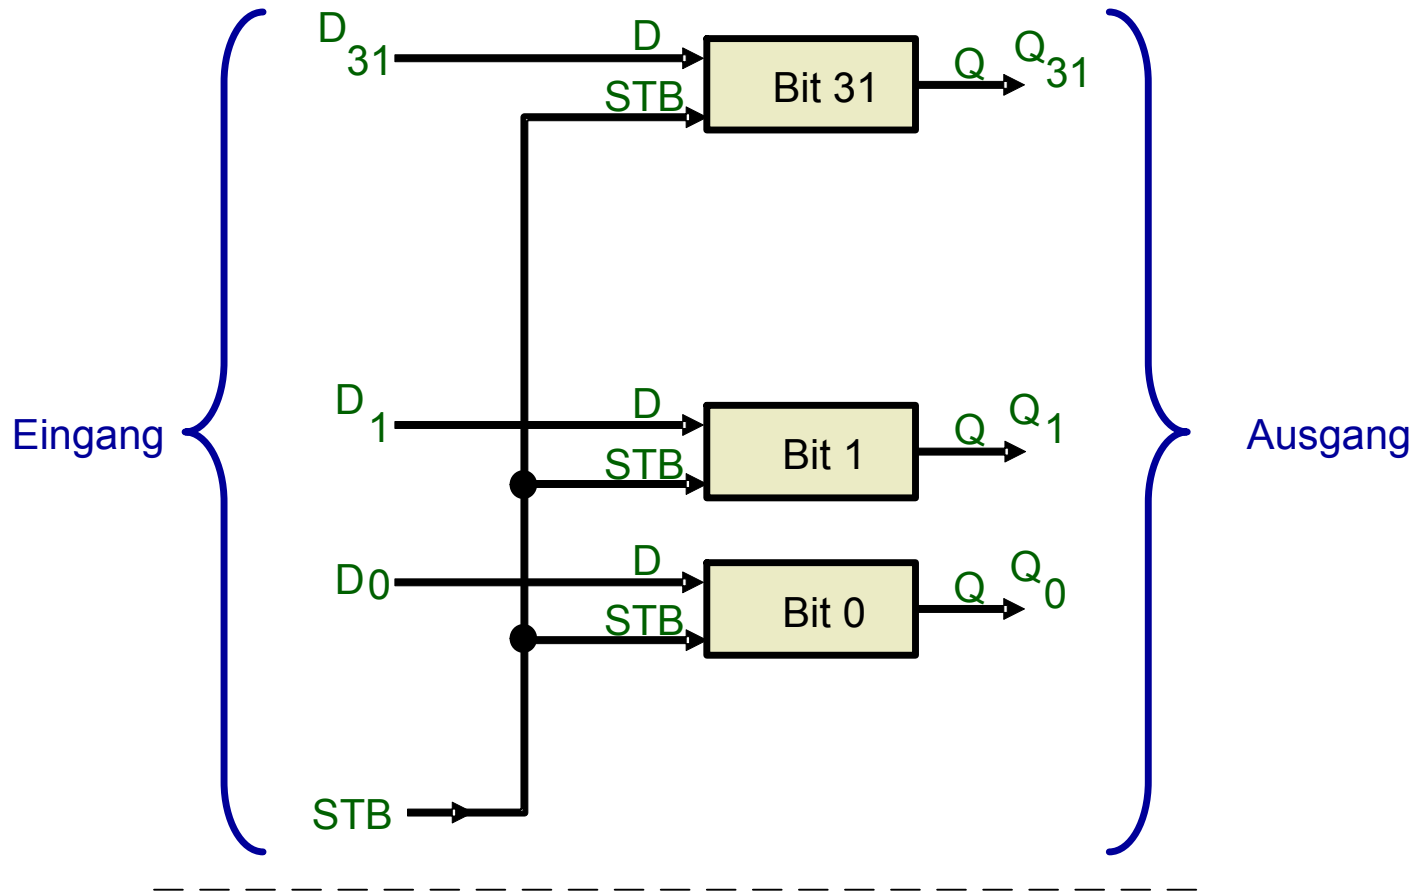 D31 D Bit 31 Q Q31
STB
Eingang
D1 D Bit 1 Q Q1
STB
Ausgang
D0 D Bit 0 Q Q0
STB
STB